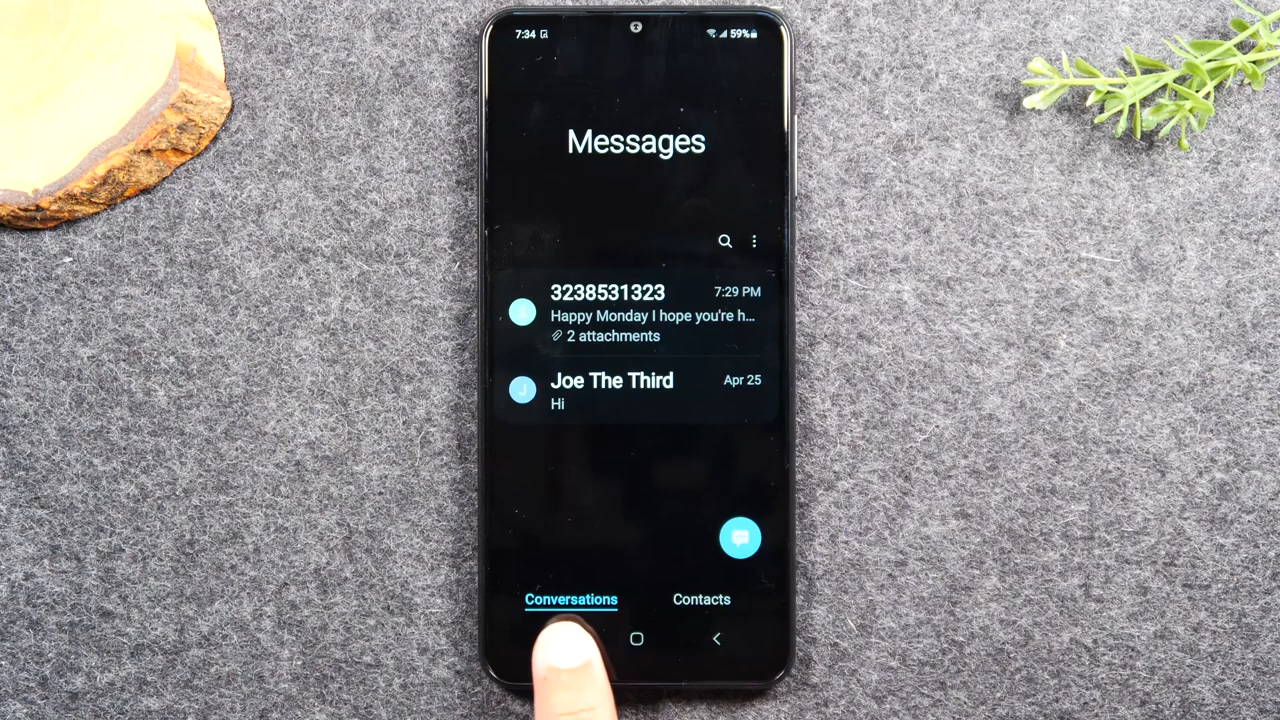 7:34
59%
Messages
3238531323
7:29 PM
Happy Monday I hope you're h...
2 attachments
J
Joe The Third
Apr 25
Hi
Conversations
Contacts